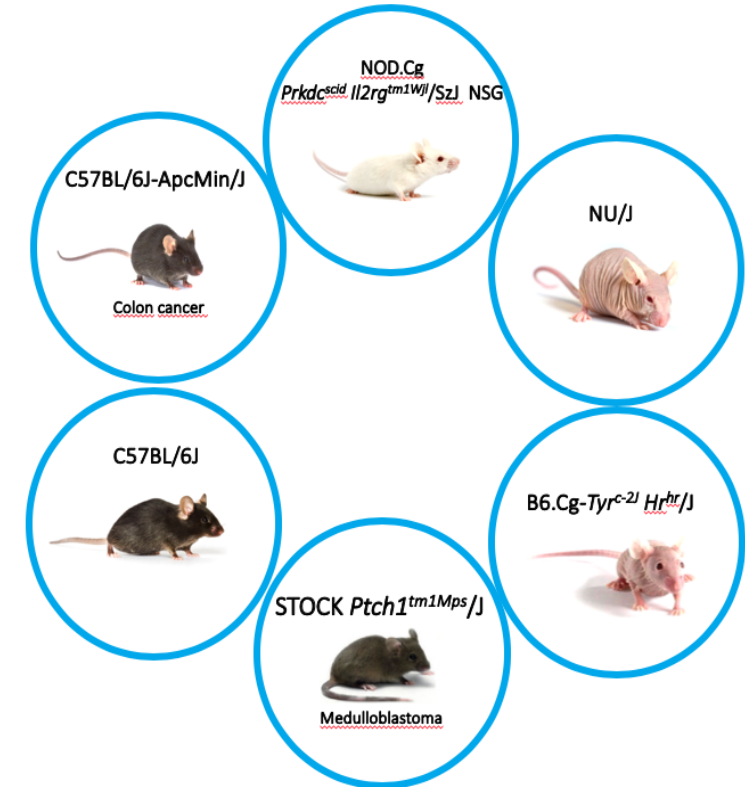 NOD.Cg
Prkdcscid Il2rgtm1Wjl/SzJ NSG
C57BL/6J-ApcMin/J
Colon cancer
NU/J
C57BL/6J
B6.Cg-Tyrc-2J Hrhr/J
STOCK Ptch1tm1Mps/J
Medulloblastoma